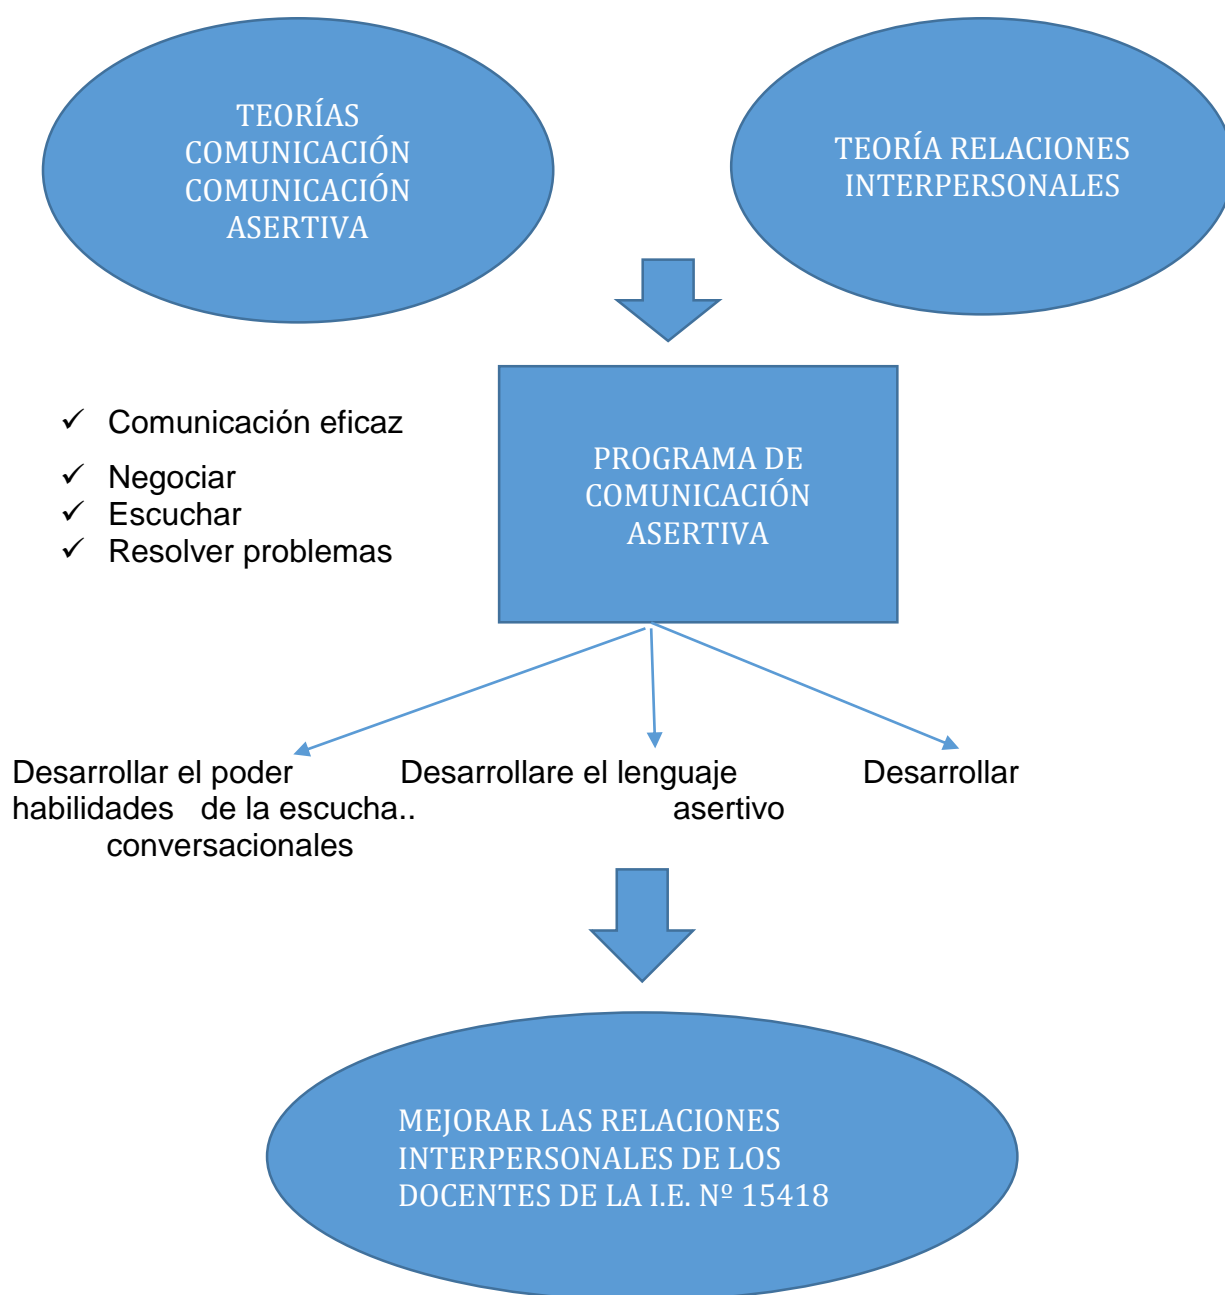 TEORÍAS
COMUNICACIÓN
COMUNICACIÓN
ASERTIVA
TEORÍA RELACIONES
INTERPERSONALES
✓ Comunicación eficaz
✓ Negociar
✓ Escuchar
✓ Resolver problemas
PROGRAMA DE
COMUNICACIÓN
ASERTIVA
Desarrollar el poder Desarrollare el lenguaje Desarrollar
habilidades de la escucha.. asertivo
conversacionales
MEJORAR LAS RELACIONES
INTERPERSONALES DE LOS
DOCENTES DE LA I.E. Nº 15418